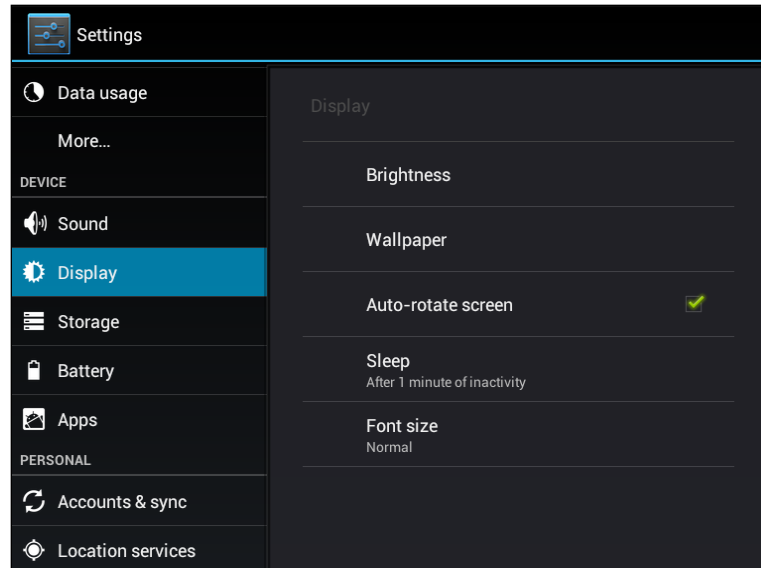 Settings
Data usage
More...
DEVICE
Sound
Display
Storage
Battery
Apps
PERSONAL
Accounts & sync
Location services
Display
Brightness
Wallpaper
Auto-rotate screen
Sleep
After 1 minute of inactivity
Font size
Normal